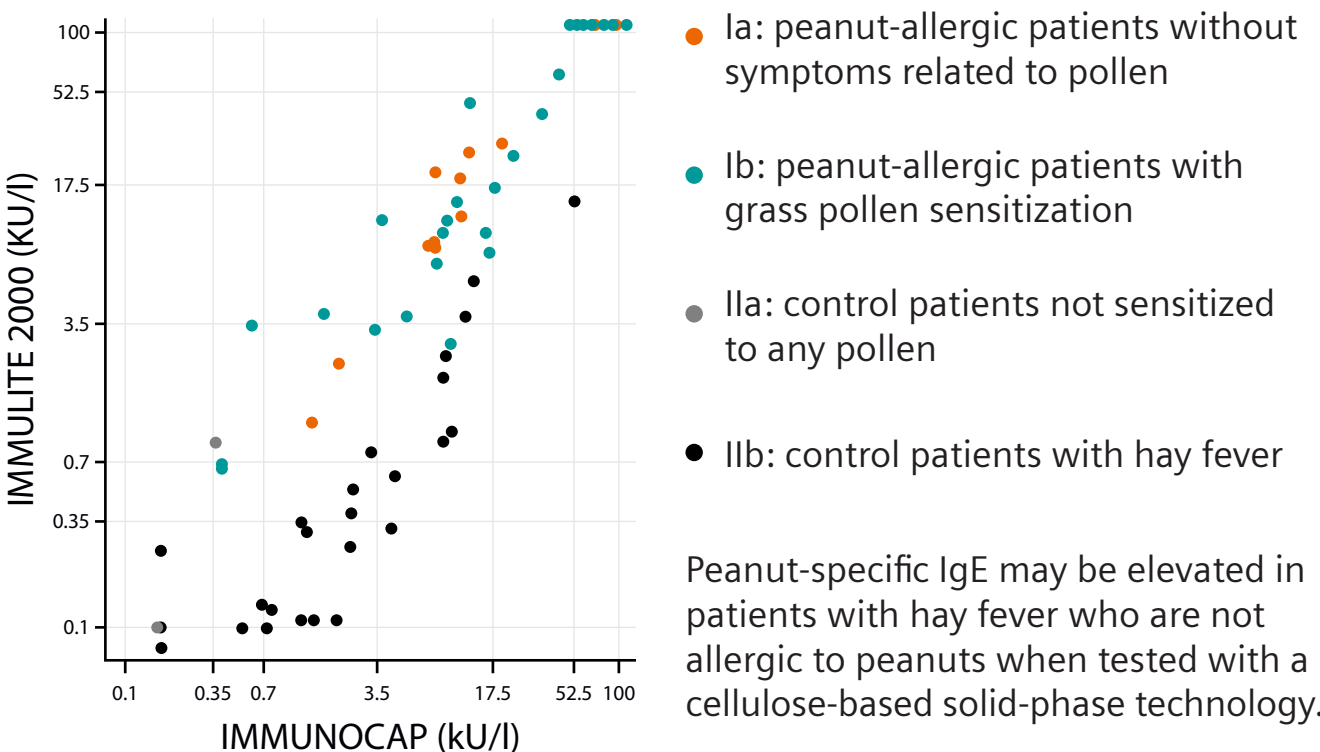 100
52.5
17.5
3.5
0.7
0.35
0.1
IMMULITE 2000 (KU/l)
0.1 0.35 0.7 3.5 17.5 52.5 100
IMMUNOCAP (kU/l)
Ia: peanut-allergic patients without
symptoms related to pollen
Ib: peanut-allergic patients with
grass pollen sensitization
IIa: control patients not sensitized
to any pollen
IIb: control patients with hay fever
Peanut-specific IgE may be elevated in
patients with hay fever who are not
allergic to peanuts when tested with a
cellulose-based solid-phase technology.